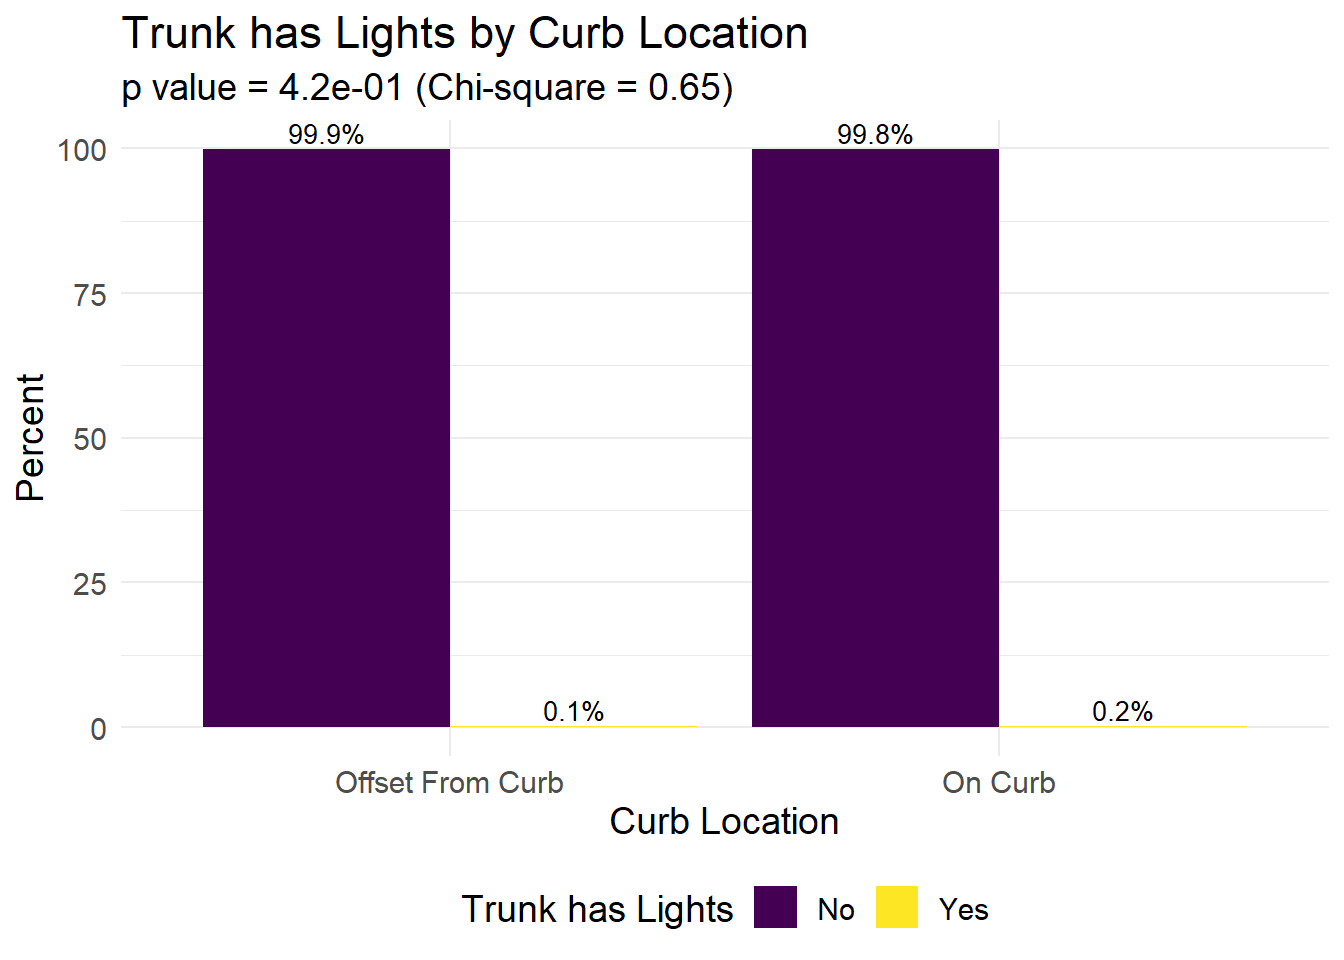 Trunk has Lights by Curb Location
p value = 4.2e-01 (Chi-square = 0.65)
99.9%
99.8%
100
75
Percent
50
25
0.1%
0.2%
0
Offset From Curb
On Curb
Curb Location
Trunk has Lights
No
Yes